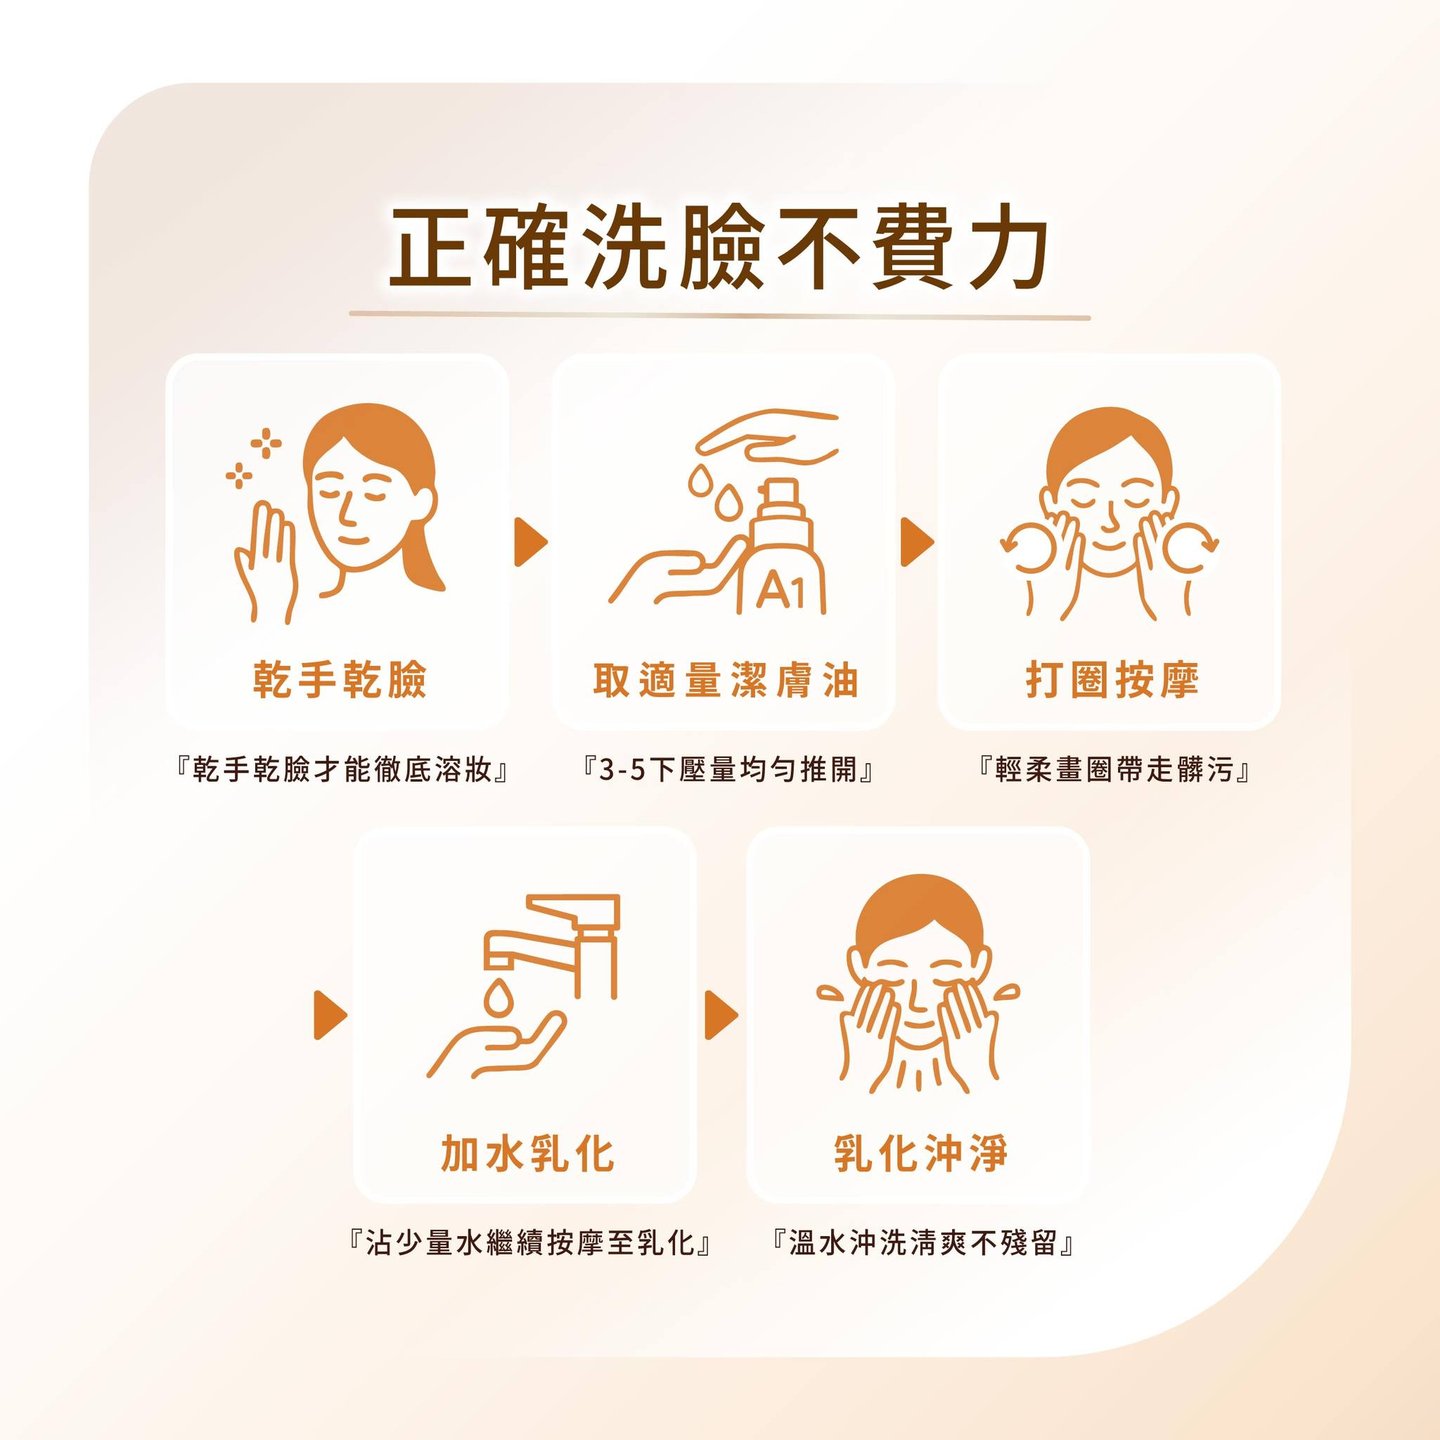 正確洗臉不費力
A1
乾手乾臉
取適量潔膚油
打圈按摩
『乾手乾臉才能徹底溶妝』
『3-5下壓量均勻推開』
『輕柔畫圈帶走髒污』
加水乳化
乳化沖淨
『沾少量水繼續按摩至乳化』
『溫水沖洗清爽不殘留』